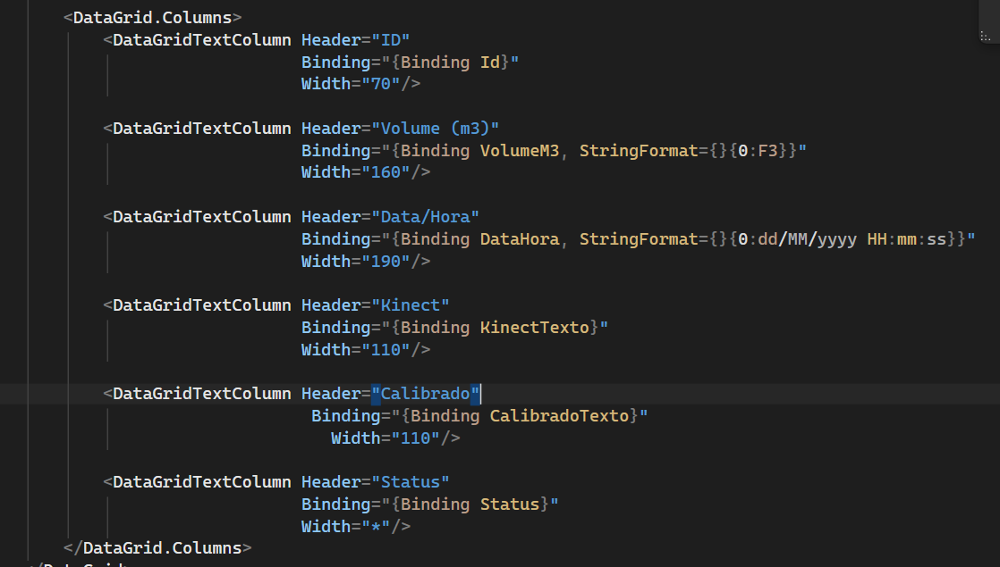 <DataGrid.Columns>
<DataGridTextColumn Header="ID"
Binding="{Binding Id}"
Width="70"/>
<DataGridTextColumn Header="Volume (m3)"
Binding="{Binding VolumeM3, StringFormat={}{0:F3}}"
Width="160"/>
<DataGridTextColumn Header="Data/Hora"
Binding="{Binding DataHora, StringFormat={}{0:dd/MM/yyyy HH:mm:ss}}"
Width="190"/>
<DataGridTextColumn Header="Kinect"
Binding="{Binding KinectTexto}"
Width="110"/>
<DataGridTextColumn Header="Calibrado"
Binding="{Binding CalibradoTexto}"
Width="110"/>
<DataGridTextColumn Header="Status"
Binding="{Binding Status}"
Width="*"/>
</DataGrid.Columns>